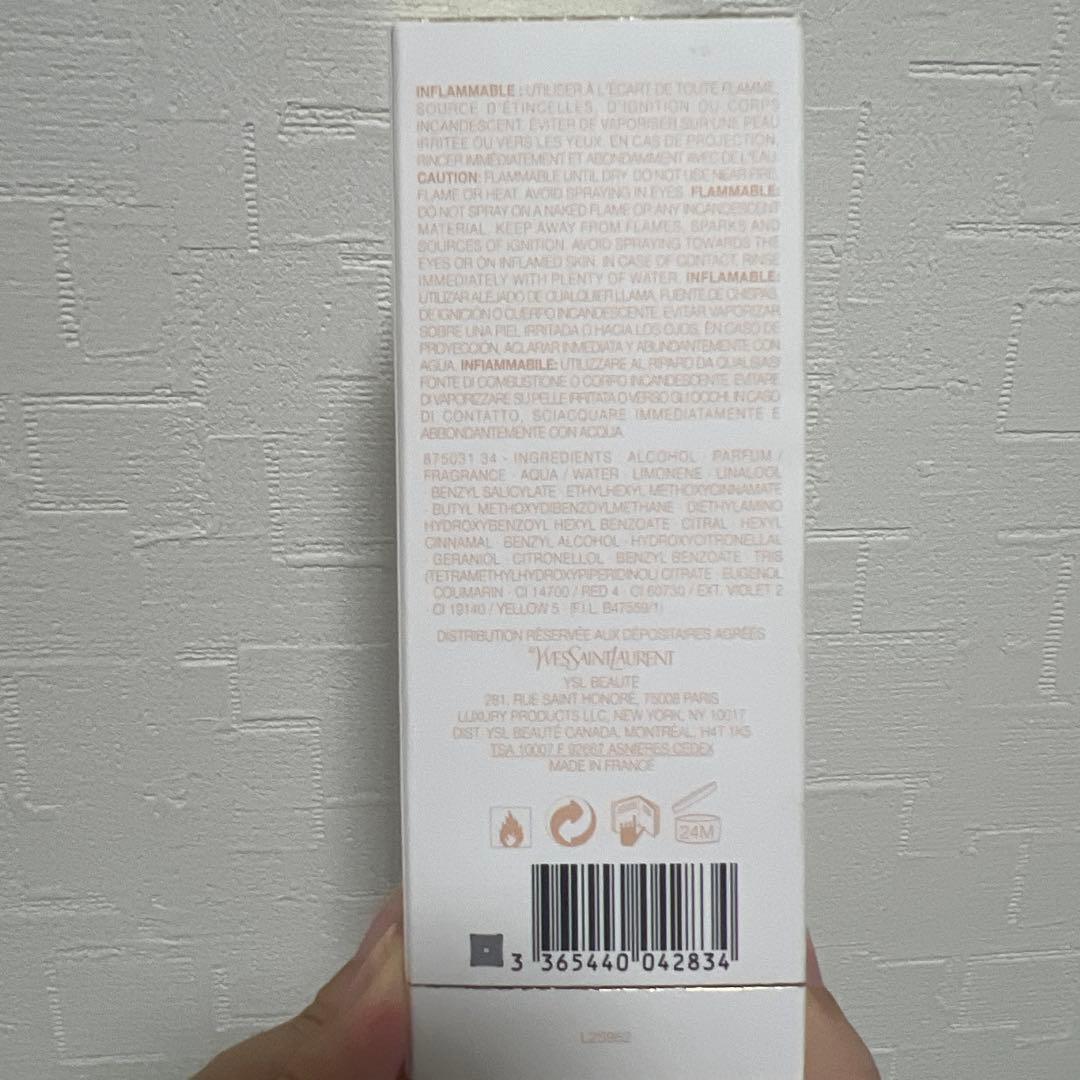 INFLAMMABLE : UTILISER À L'ÉCART DE TOUTE FLAMME,
SOURCE D'ÉTINCELLES, D'IGNITION OU CORPS
INCANDESCENT. ÉVITER DE VAPORISER SUR UNE PEAU
IRRITÉE OU VERS LES YEUX. EN CAS DE PROJECTION,
RINCER IMMÉDIATEMENT ET ABONDAMMENT AVEC DE L'EAU.
CAUTION: FLAMMABLE UNTIL DRY. DO NOT USE NEAR FIRE,
FLAME OR HEAT. AVOID SPRAYING IN EYES. FLAMMABLE:
DO NOT SPRAY ON A NAKED FLAME OR ANY INCANDESCENT
MATERIAL. KEEP AWAY FROM FLAMES, SPARKS AND
SOURCES OF IGNITION. AVOID SPRAYING TOWARDS THE
EYES OR ON INFLAMED SKIN. IN CASE OF CONTACT, RINSE
IMMEDIATELY WITH PLENTY OF WATER. INFLAMABLE:
UTILIZAR ALEJADO DE CUALQUIER LLAMA, FUENTE DE CHISPAS,
DE IGNICIÓN O CUERPO INCANDESCENTE. EVITAR VAPORIZAR
SOBRE UNA PIEL IRRITADA O HACIA LOS OJOS. EN CASO DE
PROYECCIÓN, ACLARAR INMEDIATA Y ABUNDANTEMENTE CON
AGUA. INFIAMMABILE: UTILIZZARE AL RIPARO DA QUALSIASI
FONTE DI COMBUSTIONE O CORPO INCANDESCENTE. EVITARE
DI VAPORIZZARE SU PELLE IRRITATA O VERSO GLI OCCHI. IN CASO
DI CONTATTO, SCIACQUARE IMMEDIATAMENTE E
ABBONDANTEMENTE CON ACQUA.
875031 34 - INGREDIENTS ALCOHOL · PARFUM /
FRAGRANCE · AQUA / WATER · LIMONENE · LINALOOL
· BENZYL SALICYLATE · ETHYLHEXYL METHOXYCINNAMATE
· BUTYL METHOXYDIBENZOYLMETHANE · DIETHYLAMINO
HYDROXYBENZOYL HEXYL BENZOATE · CITRAL · HEXYL
CINNAMAL · BENZYL ALCOHOL · HYDROXYCITRONELLAL
· GERANIOL · CITRONELLOL · BENZYL BENZOATE · TRIS
(TETRAMETHYLHYDROXYPIPERIDINOL) CITRATE · EUGENOL
· COUMARIN · CI 14700 / RED 4 · CI 60730 / EXT. VIOLET 2
· CI 19140 / YELLOW 5 · (F.I.L. B47559/1)
DISTRIBUTION RÉSERVÉE AUX DÉPOSITAIRES AGRÉÉS
YVESSAINTLAURENT
YSL BEAUTÉ
281, RUE SAINT HONORÉ, 75008 PARIS
LUXURY PRODUCTS LLC, NEW YORK, NY 10017
DIST. YSL BEAUTÉ CANADA, MONTRÉAL, H4T 1K5
TSA 10007 F 92667 ASNIERES CEDEX
MADE IN FRANCE
24M
3 365440 042834